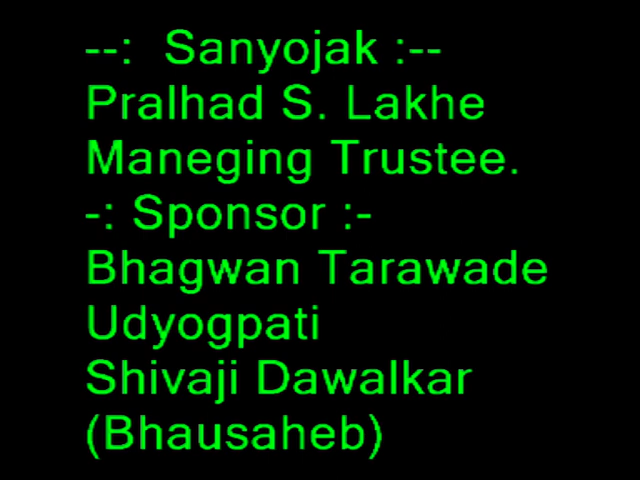 --:  Sanyojak :--
Pralhad S. Lakhe
Maneging Trustee.
-: Sponsor :-
Bhagwan Tarawade
Udyogpati
Shivaji Dawalkar
(Bhausaheb)